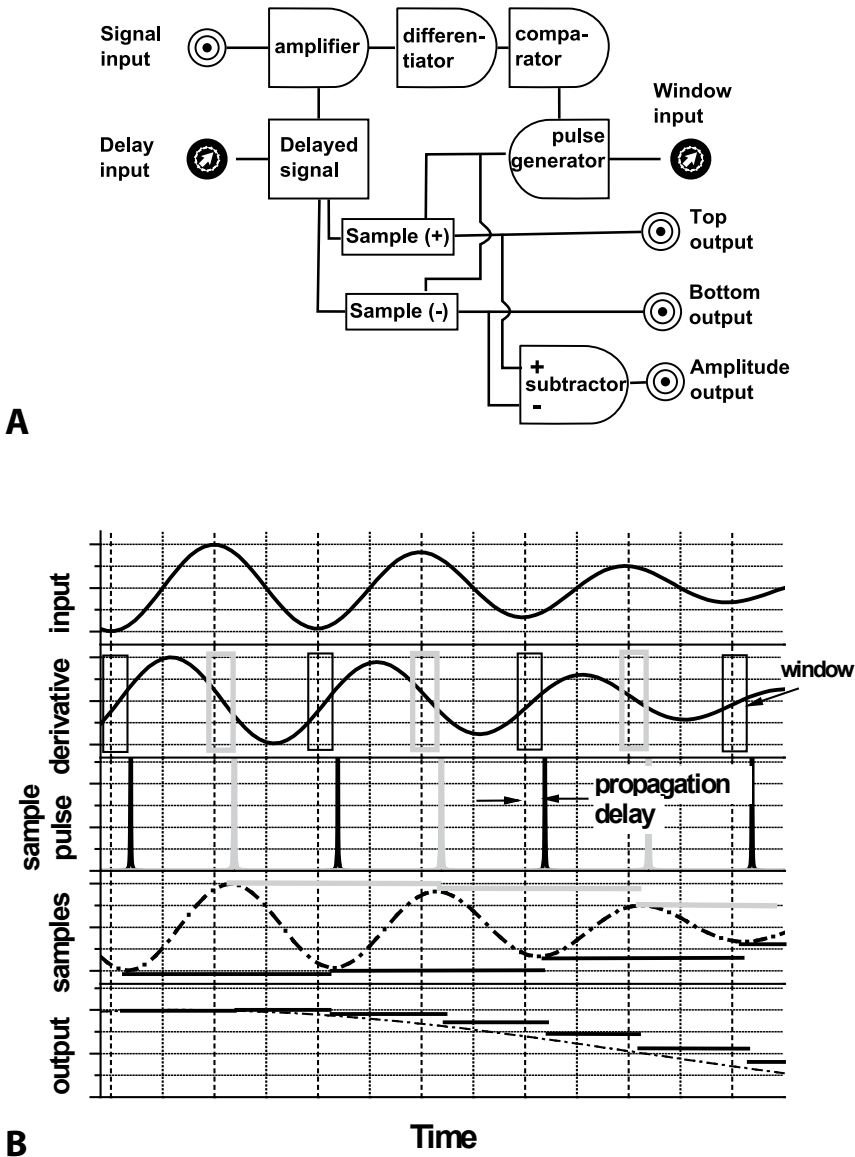 Signal
input
amplifier
differen-
tiator
compa-
rator
Window
input
Delay
input
Delayed
signal
pulse
generator
Sample (+)
Top
output
Sample (-)
Bottom
output
+
subtractor
-
Amplitude
output
A
input
derivative
window
sample
pulse
propagation
delay
samples
output
Time
B